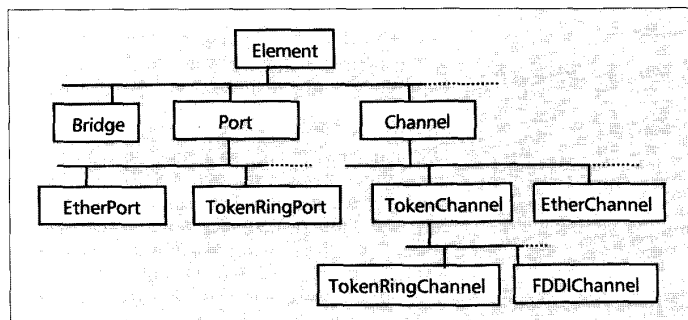 Element
Bridge
Port
Channel
EtherPort
TokenRingPort
TokenChannel
EtherChannel
TokenRingChannel
FDDIChannel